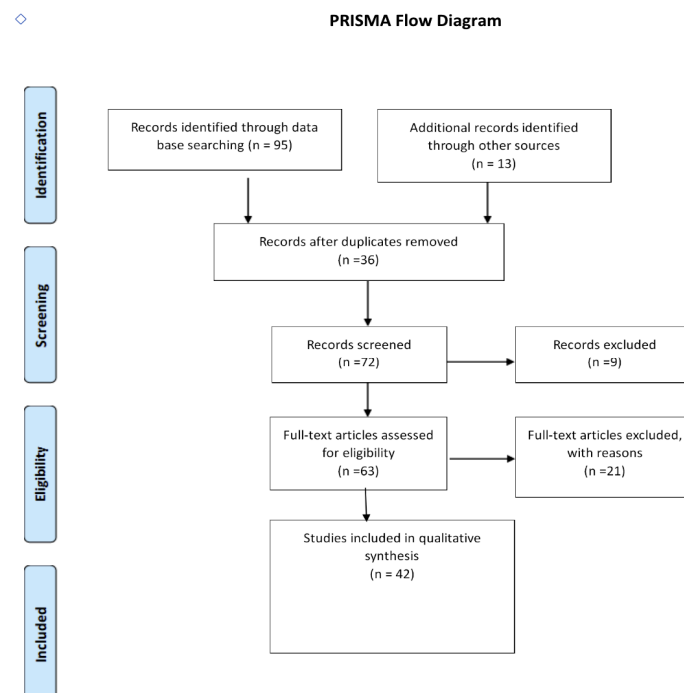 PRISMA Flow Diagram
Identification
Records identified through data
base searching (n = 95)
Additional records identified
through other sources
(n = 13)
Records after duplicates removed
(n =36)
Screening
Records screened
(n =72)
Records excluded
(n =9)
Eligibility
Full-text articles assessed
for eligibility
(n =63)
Full-text articles excluded,
with reasons
(n =21)
Included
Studies included in qualitative
synthesis
(n = 42)